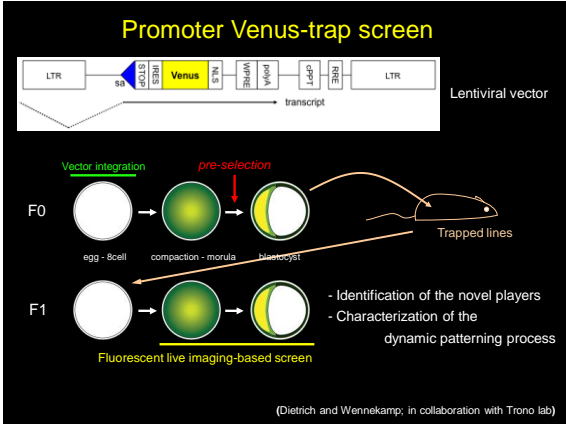 Promoter Venus-trap screen
LTR
sa
STOP
IRES
Venus
NLS
WPRE
polyA
cPPT
RRE
LTR
transcript
Lentiviral vector
Vector integration
pre-selection
F0
egg - 8cell
compaction - morula
blastocyst
Trapped lines
F1
- Identification of the novel players
- Characterization of the
dynamic patterning process
Fluorescent live imaging-based screen
(Dietrich and Wennekamp; in collaboration with Trono lab)